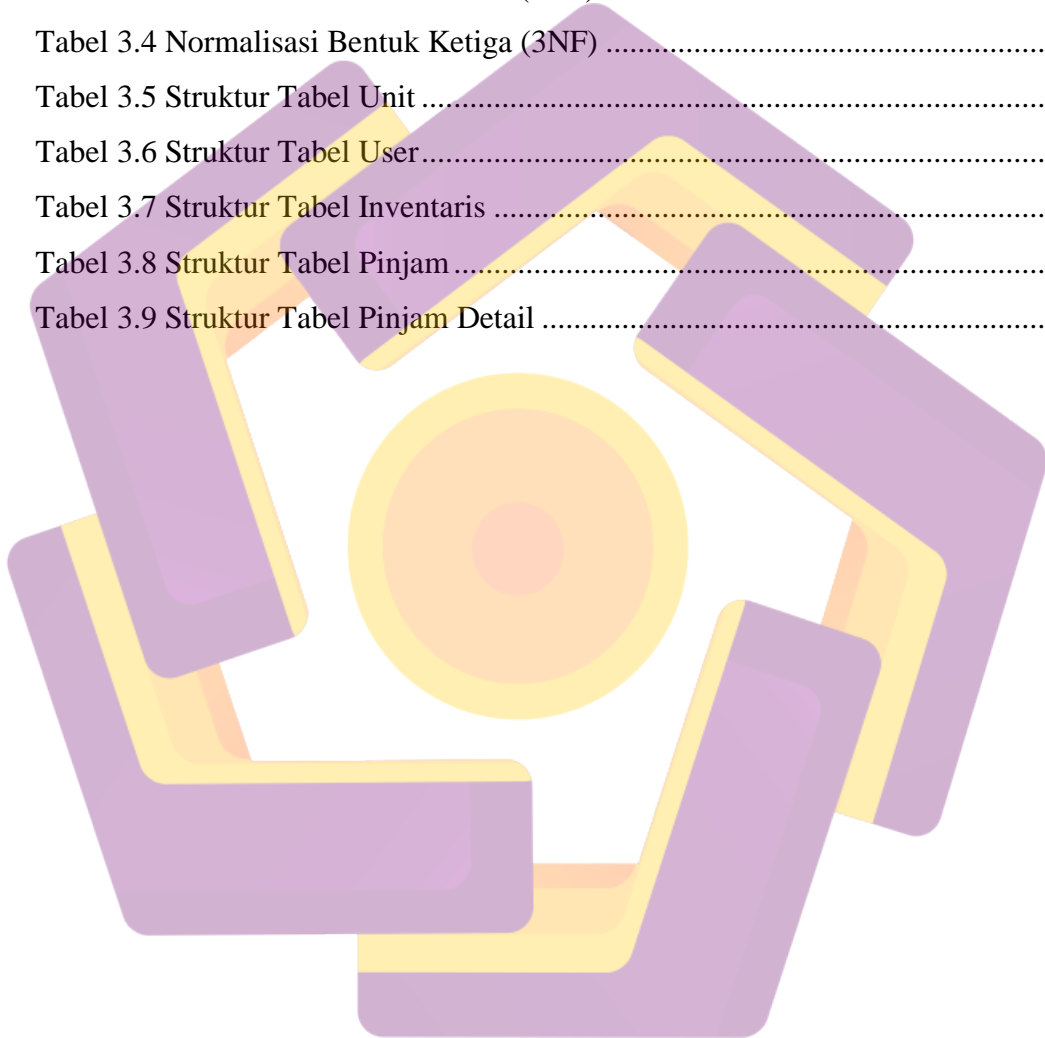 Tabel 3.4 Normalisasi Bentuk Ketiga (3NF) ........................................................
Tabel 3.5 Struktur Tabel Unit ...............................................................................
Tabel 3.6 Struktur Tabel User...............................................................................
Tabel 3.7 Struktur Tabel Inventaris ......................................................................
Tabel 3.8 Struktur Tabel Pinjam ...........................................................................
Tabel 3.9 Struktur Tabel Pinjam Detail ................................................................